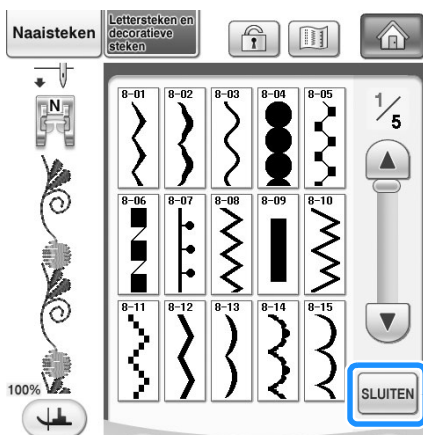 Naaisteken
Lettersteken en
decoratieve
steken
N
8-01 8-02 8-03 8-04 8-05
1/5
8-06 8-07 8-08 8-09 8-10
8-11 8-12 8-13 8-14 8-15
100%
SLUITEN